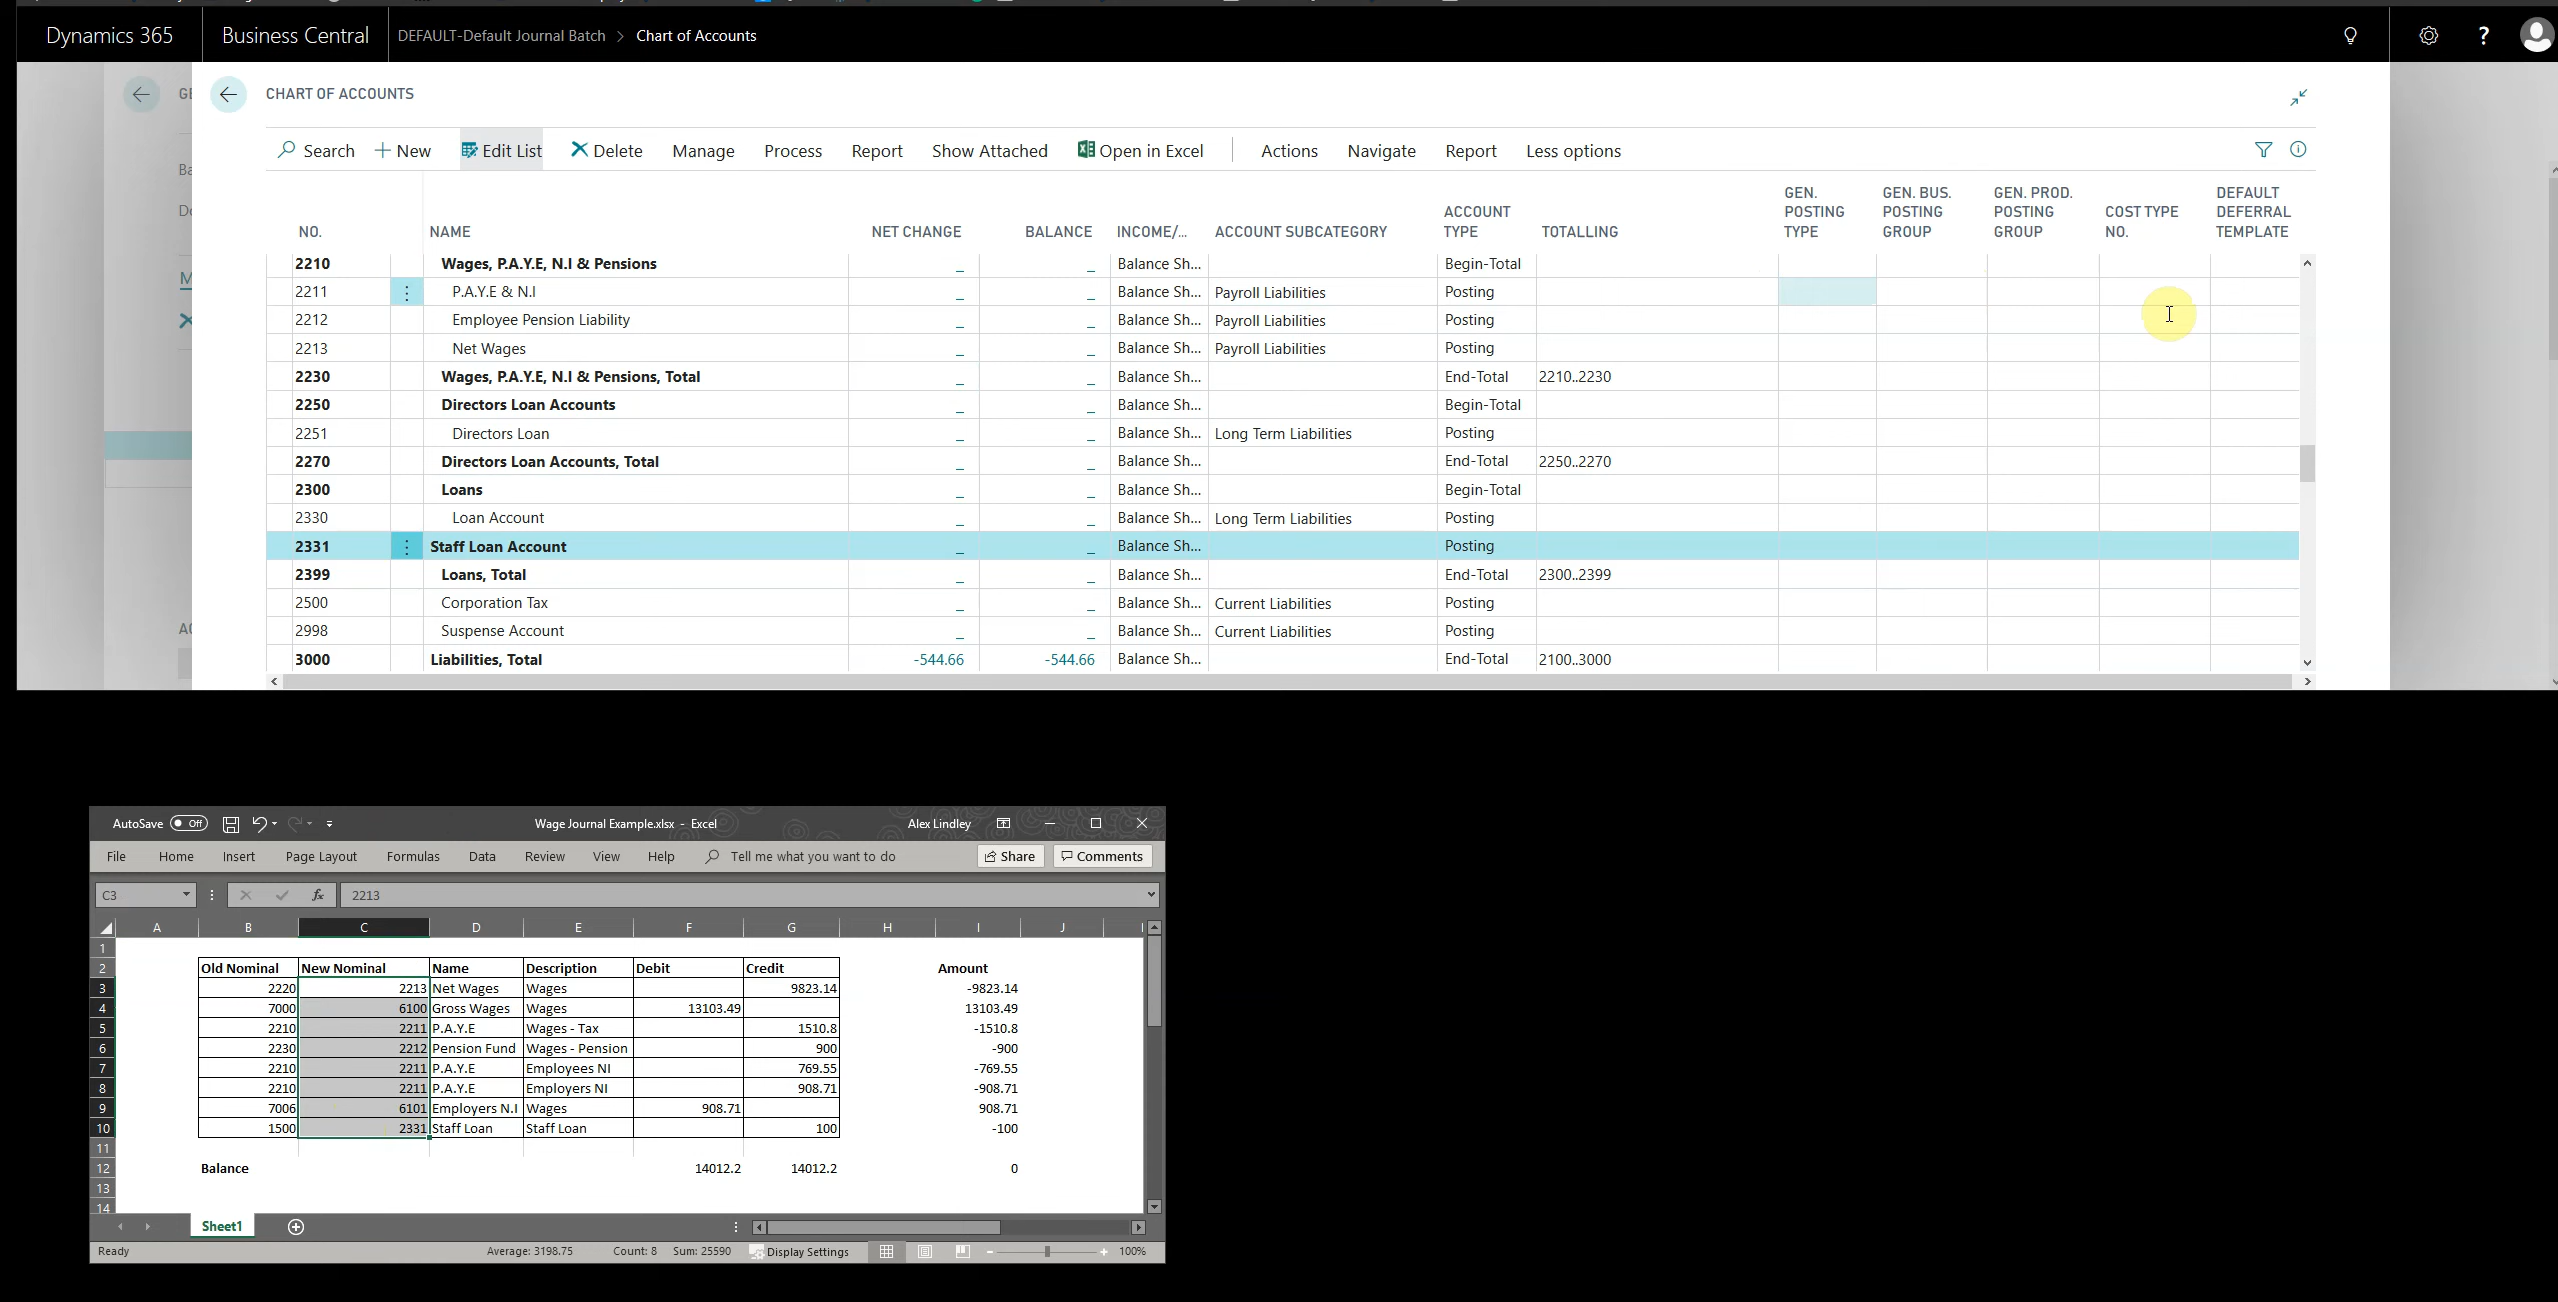 Dynamics 365 Business Central DEFAULT-Default Journal Batch > Chart of Accounts ?
CHART OF ACCOUNTS
Search + New Edit List Delete Manage Process Report Show Attached Open in Excel Actions Navigate Report Less options
NO. NAME NET CHANGE BALANCE INCOME/... ACCOUNT SUBCATEGORY ACCOUNT TYPE TOTALLING GEN. POSTING TYPE GEN. BUS. POSTING GROUP GEN. PROD. POSTING GROUP COST TYPE NO. DEFAULT DEFERRAL TEMPLATE
2210 Wages, P.A.Y.E, N.I & Pensions _ _ Balance Sh... Begin-Total
2211 P.A.Y.E & N.I _ _ Balance Sh... Payroll Liabilities Posting
2212 Employee Pension Liability _ _ Balance Sh... Payroll Liabilities Posting
2213 Net Wages _ _ Balance Sh... Payroll Liabilities Posting
2230 Wages, P.A.Y.E, N.I & Pensions, Total _ _ Balance Sh... End-Total 2210..2230
2250 Directors Loan Accounts _ _ Balance Sh... Begin-Total
2251 Directors Loan _ _ Balance Sh... Long Term Liabilities Posting
2270 Directors Loan Accounts, Total _ _ Balance Sh... End-Total 2250..2270
2300 Loans _ _ Balance Sh... Begin-Total
2330 Loan Account _ _ Balance Sh... Long Term Liabilities Posting
2331 Staff Loan Account _ _ Balance Sh... Posting
2399 Loans, Total _ _ Balance Sh... End-Total 2300..2399
2500 Corporation Tax _ _ Balance Sh... Current Liabilities Posting
2998 Suspense Account _ _ Balance Sh... Current Liabilities Posting
3000 Liabilities, Total -544.66 -544.66 Balance Sh... End-Total 2100..3000
AutoSave Off Wage Journal Example.xlsx - Excel Alex Lindley
File Home Insert Page Layout Formulas Data Review View Help Tell me what you want to do Share Comments
C3 fx 2213
A B C D E F G H I J
1
2 Old Nominal New Nominal Name Description Debit Credit Amount
3 2220 2213 Net Wages Wages 9823.14 -9823.14
4 7000 6100 Gross Wages Wages 13103.49 13103.49
5 2210 2211 P.A.Y.E Wages - Tax 1510.8 -1510.8
6 2230 2212 Pension Fund Wages - Pension 900 -900
7 2210 2211 P.A.Y.E Employees NI 769.55 -769.55
8 2210 2211 P.A.Y.E Employers NI 908.71 -908.71
9 7006 6101 Employers N.I Wages 908.71 908.71
10 1500 2331 Staff Loan Staff Loan 100 -100
11
12 Balance 14012.2 14012.2 0
13
14
Sheet1
Ready Average: 3198.75 Count: 8 Sum: 25590 Display Settings 100%